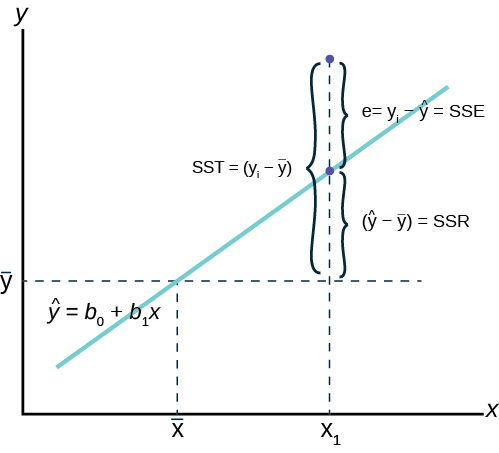 y
e= yᵢ − ŷ = SSE
SST = (yᵢ − y̅)
(ŷ − y̅) = SSR
y̅
ŷ = b₀ + b₁x
x
x̅
x₁